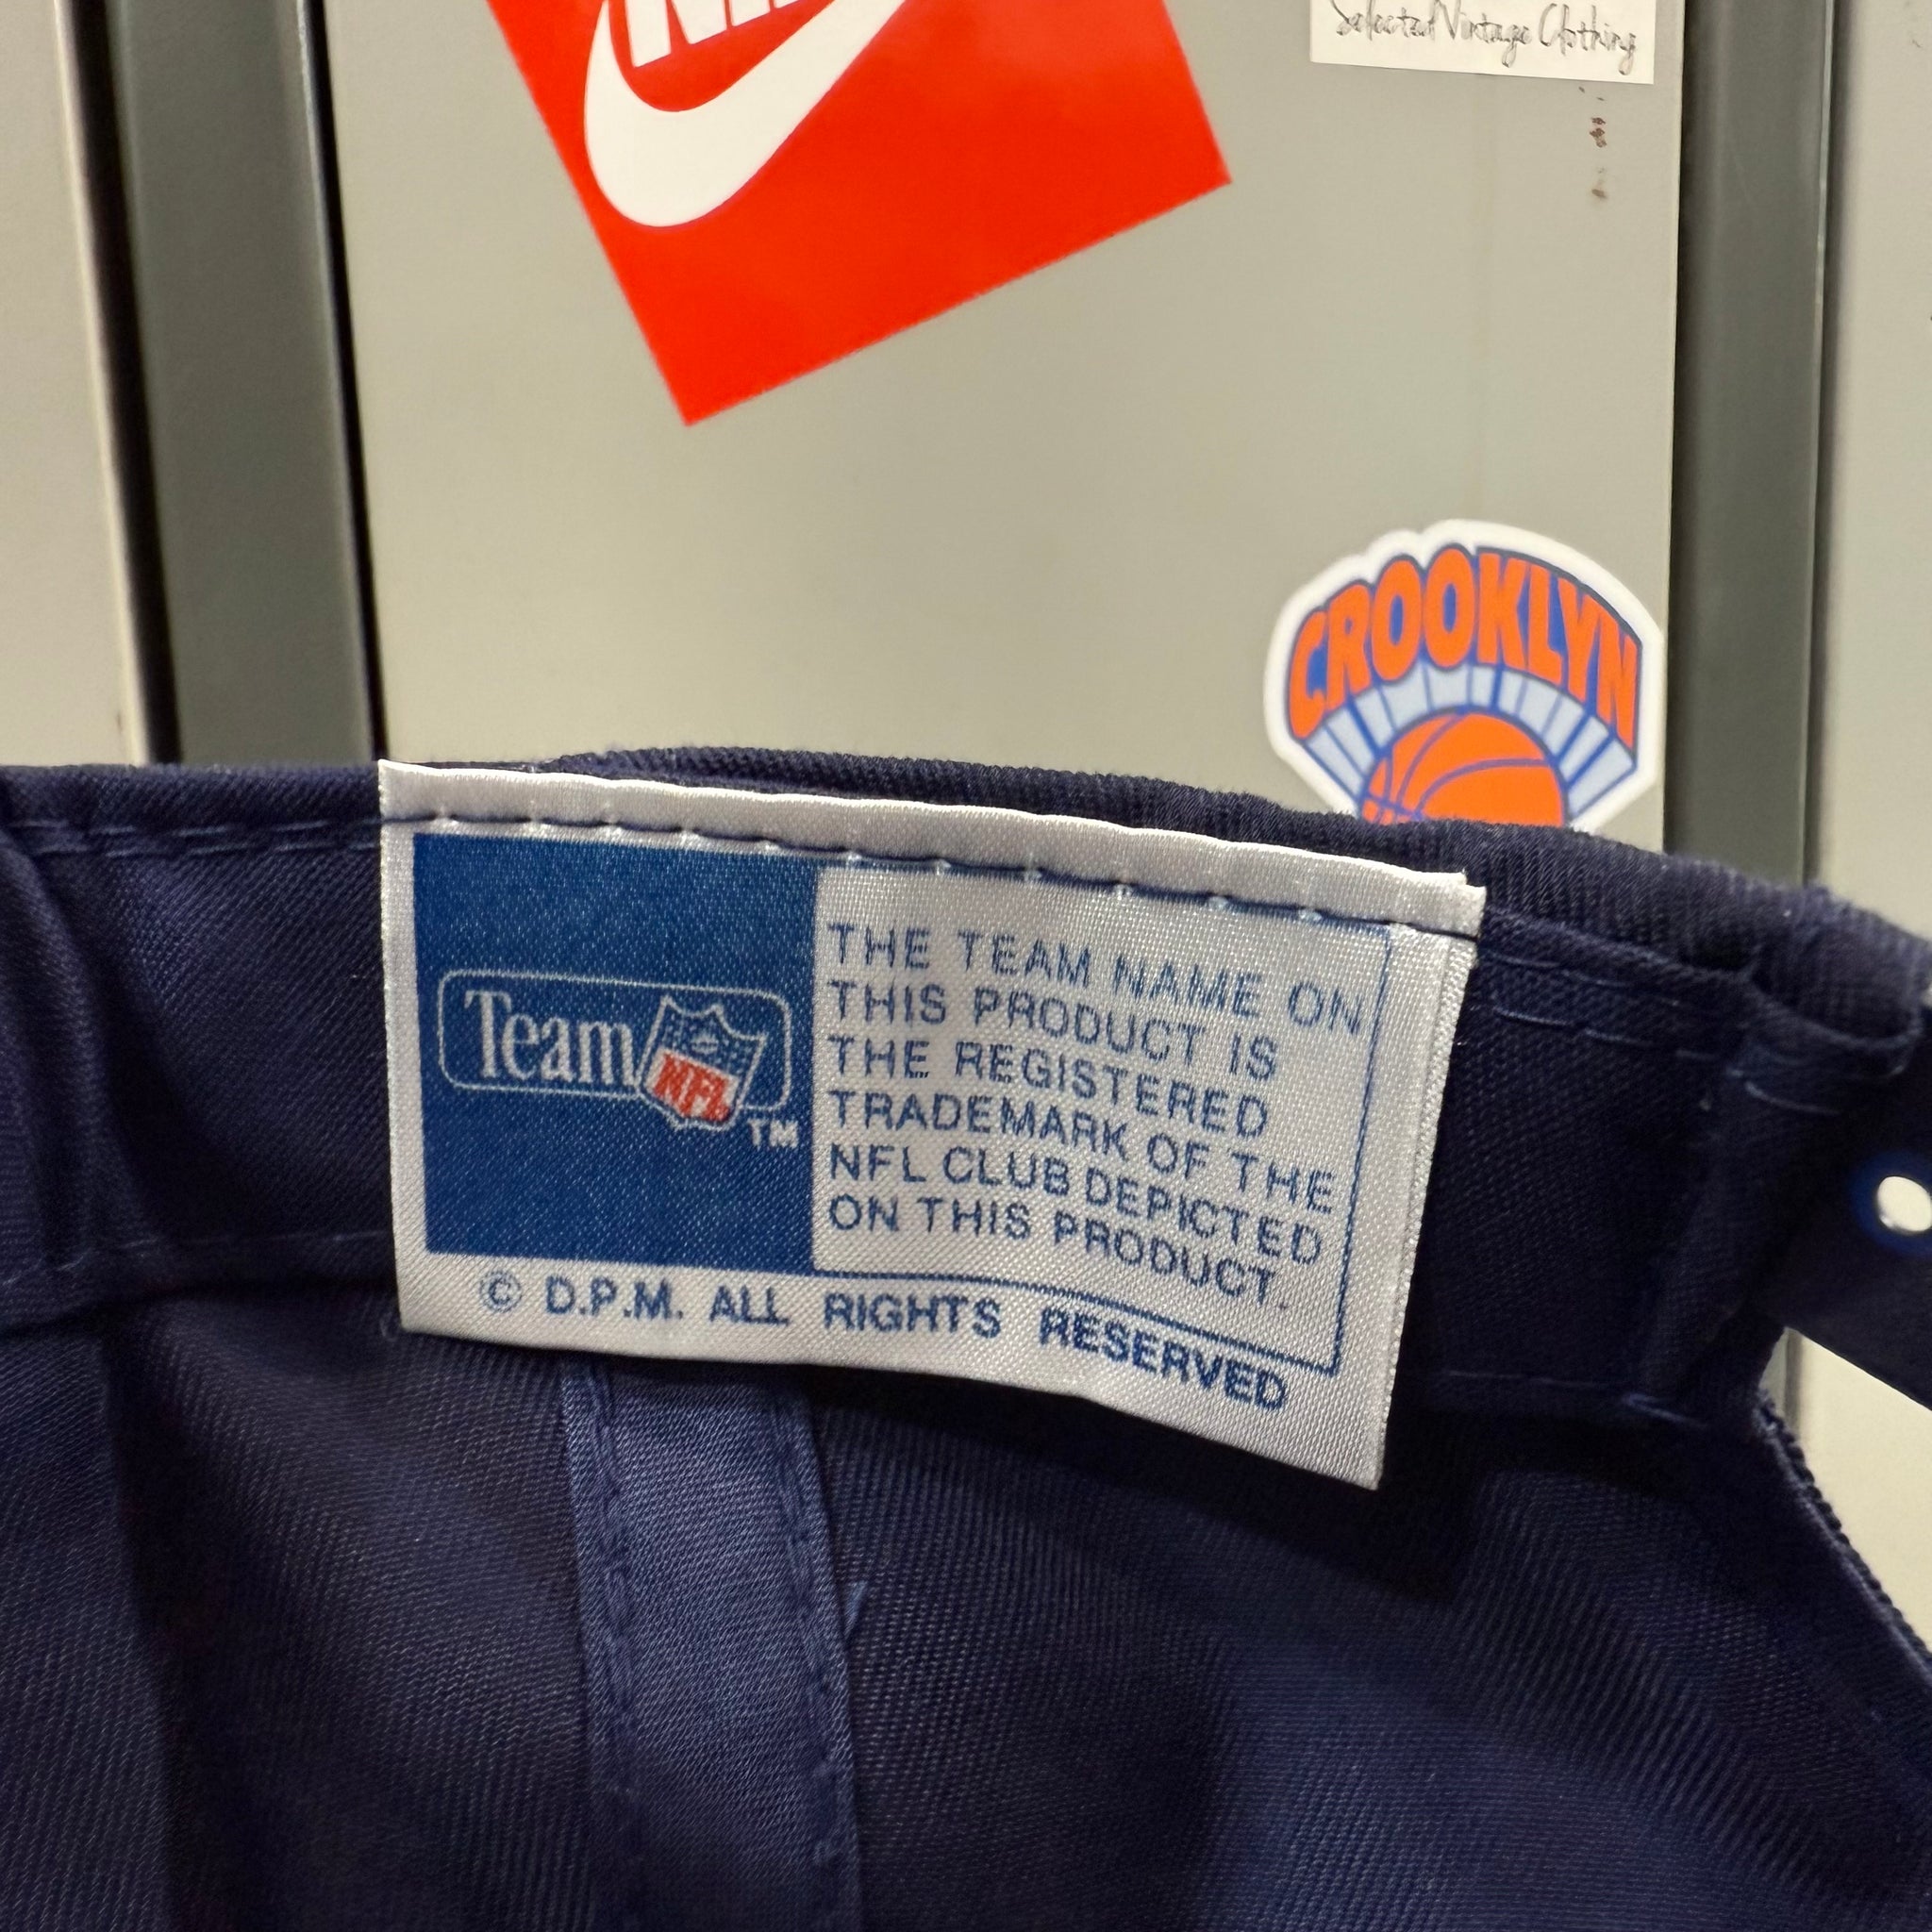 Selected Vintage Clothing
CROOKLYN
Team NFL TM
THE TEAM NAME ON
THIS PRODUCT IS
THE REGISTERED
TRADEMARK OF THE
NFL CLUB DEPICTED
ON THIS PRODUCT.
© D.P.M. ALL RIGHTS RESERVED